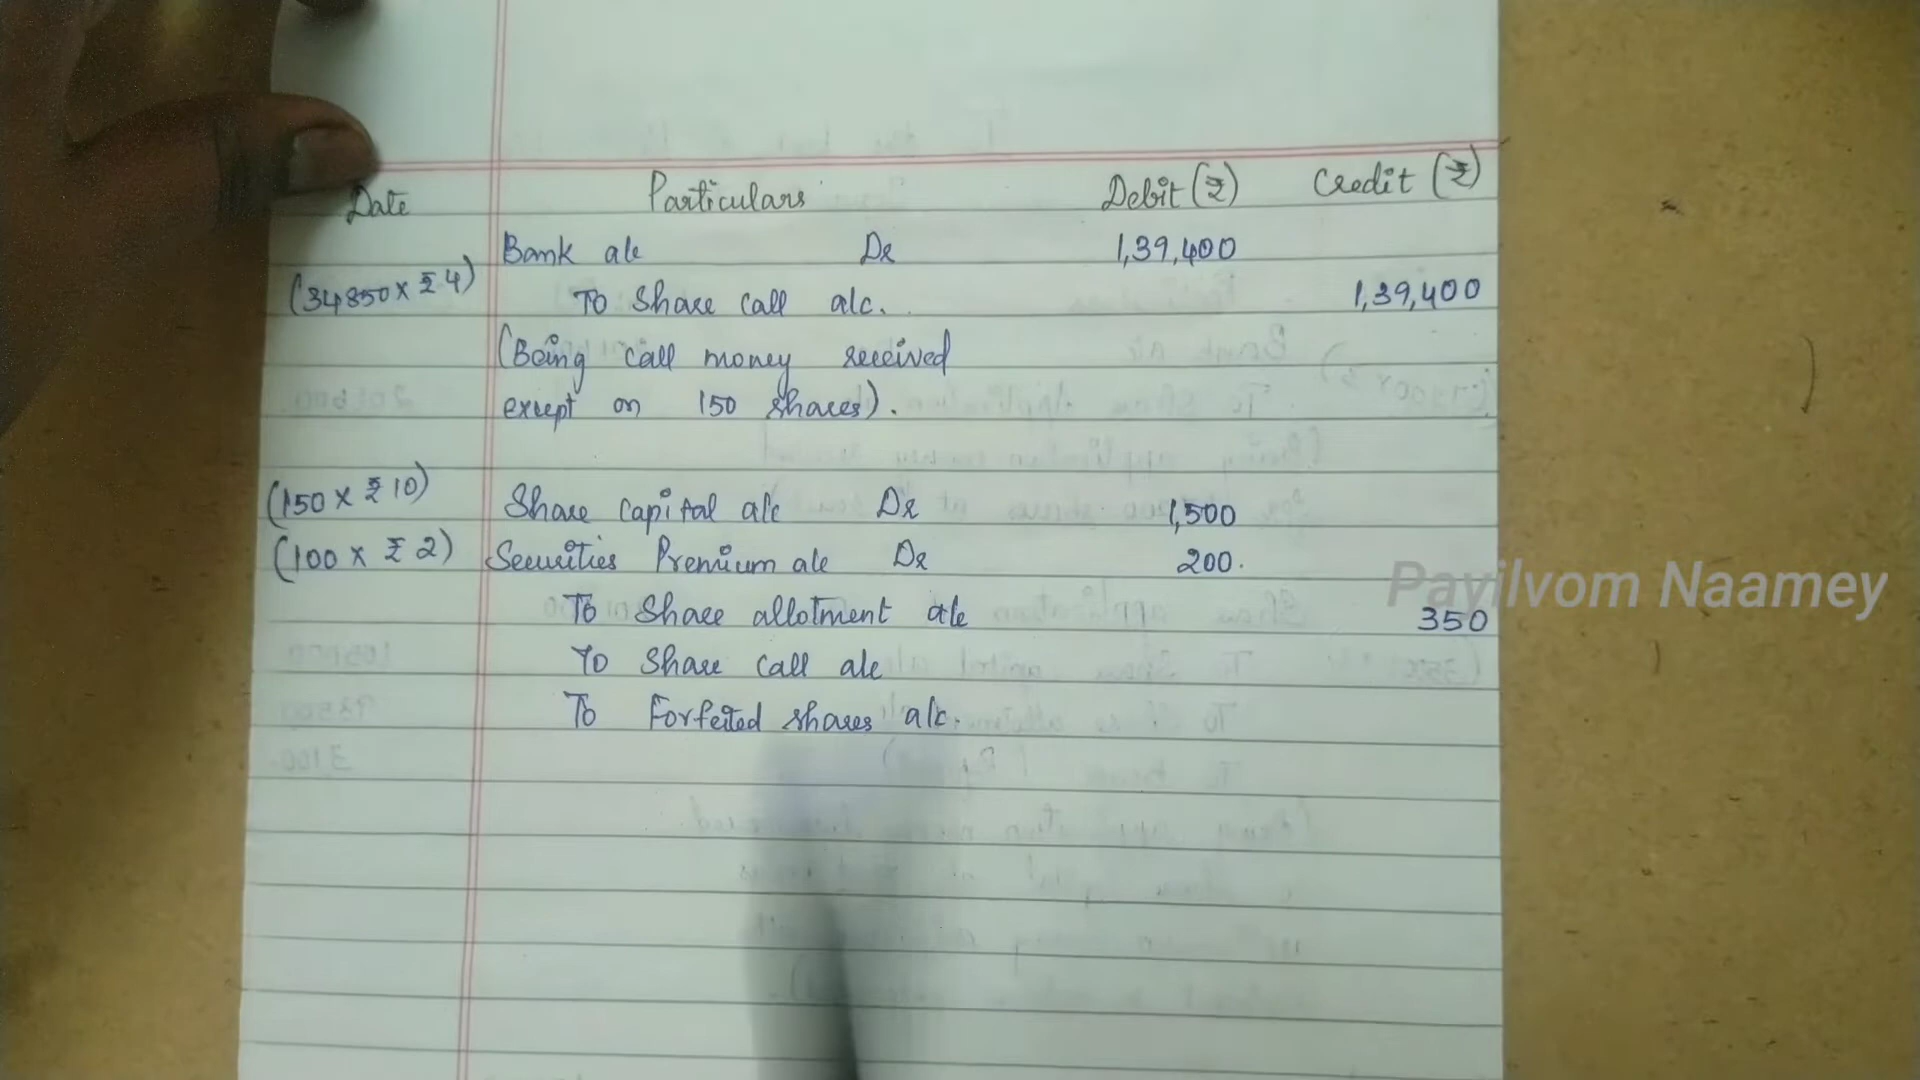 Date Particulars Debit (₹) Credit (₹)
Bank a/c Dr 1,39,400
(34850 x ₹ 4) To Share call a/c. 1,39,400
(Being call money received
except on 150 shares).
(150 x ₹ 10) Share capital a/c Dr 1,500
(100 x ₹ 2) Securities Premium a/c Dr 200.
To Share allotment a/c 350
To Share call a/c
To Forfeited shares a/c.
Payilvom Naamey